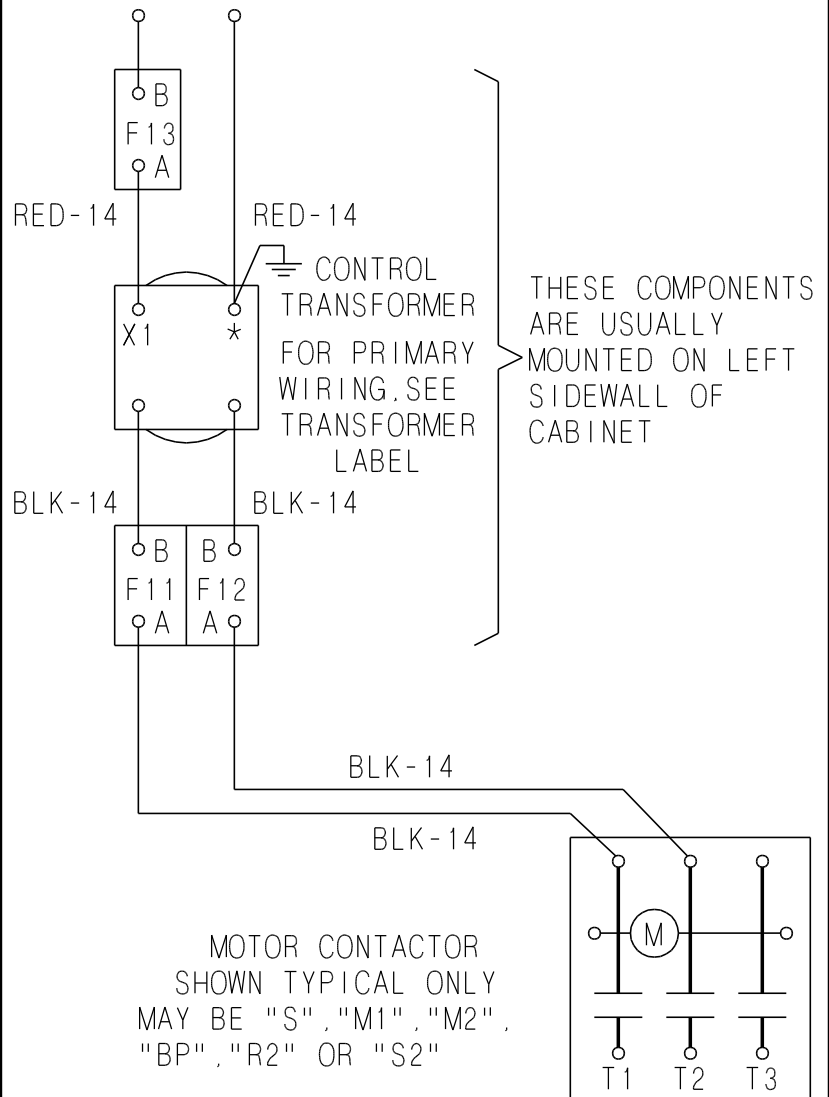 B
F13
A
RED-14 RED-14
CONTROL
TRANSFORMER
X1 *
FOR PRIMARY
WIRING,SEE
TRANSFORMER
LABEL
THESE COMPONENTS
ARE USUALLY
MOUNTED ON LEFT
SIDEWALL OF
CABINET
BLK-14 BLK-14
B B
F11 F12
A A
BLK-14
BLK-14
M
MOTOR CONTACTOR
SHOWN TYPICAL ONLY
MAY BE "S","M1","M2",
"BP","R2" OR "S2"
T1 T2 T3